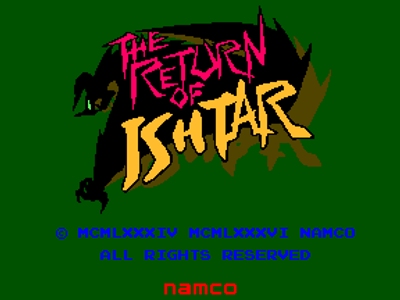 THE
RETURN
OF
ISHTAR
© MCMLXXXIV MCMLXXXVI NAMCO
ALL RIGHTS RESERVED
namco